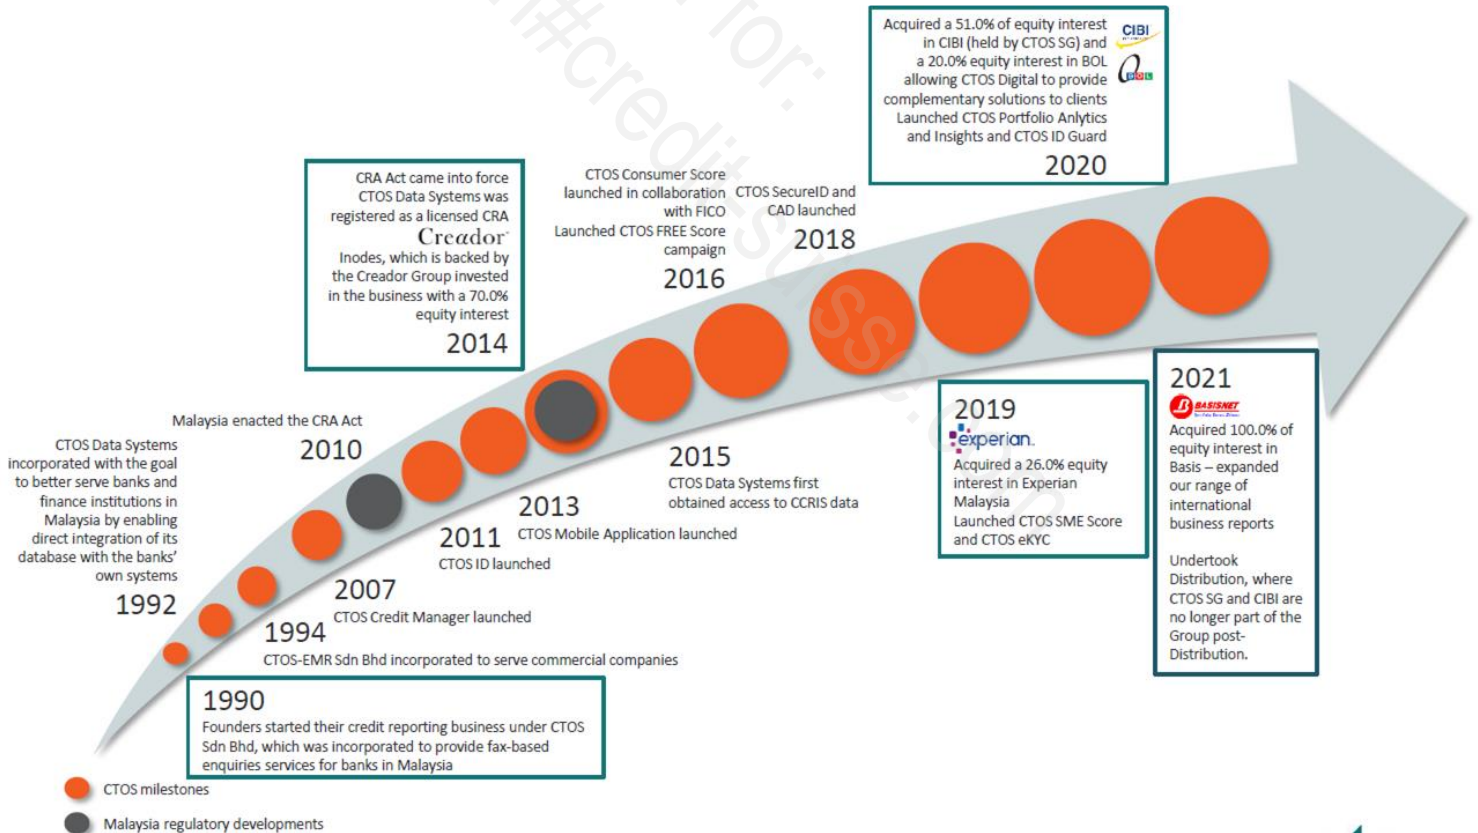 Acquired a 51.0% of equity interest
in CIBI (held by CTOS SG) and
a 20.0% equity interest in BOL
allowing CTOS Digital to provide
complementary solutions to clients
Launched CTOS Portfolio Anlytics
and Insights and CTOS ID Guard
2020
CIBI
BOL
CRA Act came into force
CTOS Data Systems was
registered as a licensed CRA
Creador
Inodes, which is backed by
the Creador Group invested
in the business with a 70.0%
equity interest
2014
CTOS Consumer Score
launched in collaboration
with FICO
Launched CTOS FREE Score
campaign
2016
CTOS SecureID and
CAD launched
2018
Malaysia enacted the CRA Act
2010
CTOS Data Systems
incorporated with the goal
to better serve banks and
finance institutions in
Malaysia by enabling
direct integration of its
database with the banks'
own systems
1992
2015
CTOS Data Systems first
obtained access to CCRIS data
2013
CTOS Mobile Application launched
2011
CTOS ID launched
2007
CTOS Credit Manager launched
1994
CTOS-EMR Sdn Bhd incorporated to serve commercial companies
1990
Founders started their credit reporting business under CTOS
Sdn Bhd, which was incorporated to provide fax-based
enquiries services for banks in Malaysia
2019
experian.
Acquired a 26.0% equity
interest in Experian
Malaysia
Launched CTOS SME Score
and CTOS eKYC
2021
BASISNET
Acquired 100.0% of
equity interest in
Basis – expanded
our range of
international
business reports
Undertook
Distribution, where
CTOS SG and CIBI are
no longer part of the
Group post-
Distribution.
CTOS milestones
Malaysia regulatory developments
for:
#credit-suisse.com